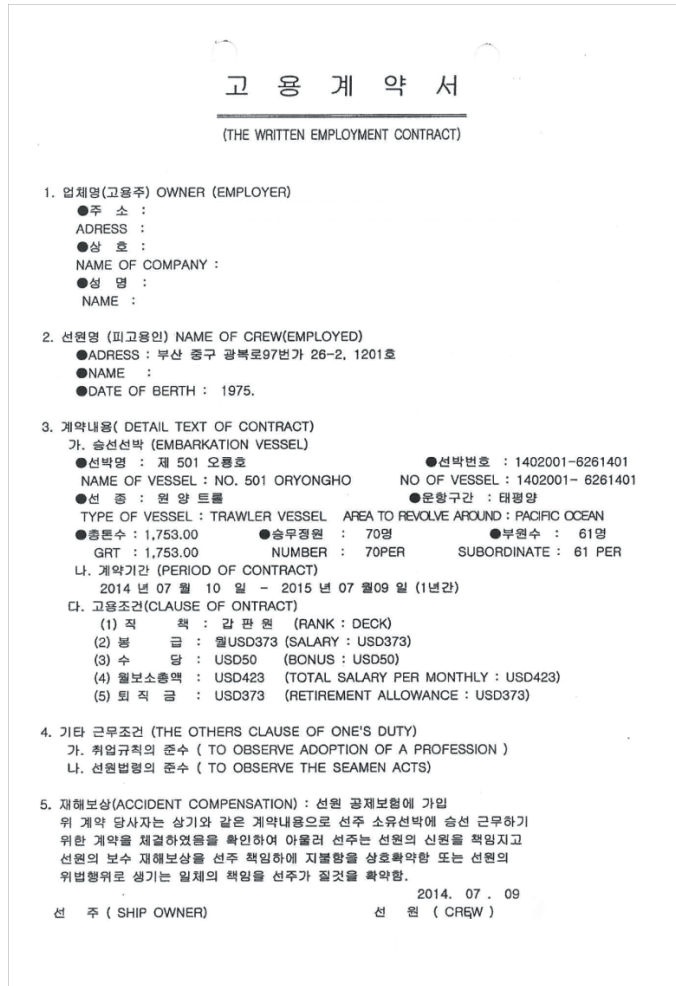 고 용 계 약 서
(THE WRITTEN EMPLOYMENT CONTRACT)
1. 업체명(고용주) OWNER (EMPLOYER)
●주 소 :
ADRESS :
●상 호 :
NAME OF COMPANY :
●성 명 :
NAME :
2. 선원명 (피고용인) NAME OF CREW(EMPLOYED)
●ADRESS : 부산 중구 광복로97번가 26-2, 1201호
●NAME :
●DATE OF BERTH : 1975.
3. 계약내용( DETAIL TEXT OF CONTRACT)
가. 승선선박 (EMBARKATION VESSEL)
●선박명 : 제 501 오룡호 ●선박번호 : 1402001-6261401
NAME OF VESSEL : NO. 501 ORYONGHO NO OF VESSEL : 1402001- 6261401
●선 종 : 원 양 트롤 ●운항구간 : 태평양
TYPE OF VESSEL : TRAWLER VESSEL AREA TO REVOLVE AROUND : PACIFIC OCEAN
●총톤수 : 1,753.00 ●승무정원 : 70명 ●부원수 : 61명
GRT : 1,753.00 NUMBER : 70PER SUBORDINATE : 61 PER
나. 계약기간 (PERIOD OF CONTRACT)
2014 년 07 월 10 일 - 2015 년 07 월09 일 (1년간)
다. 고용조건(CLAUSE OF ONTRACT)
(1) 직 책 : 갑 판 원 (RANK : DECK)
(2) 봉 급 : 월USD373 (SALARY : USD373)
(3) 수 당 : USD50 (BONUS : USD50)
(4) 월보소총액 : USD423 (TOTAL SALARY PER MONTHLY : USD423)
(5) 퇴 직 금 : USD373 (RETIREMENT ALLOWANCE : USD373)
4. 기타 근무조건 (THE OTHERS CLAUSE OF ONE'S DUTY)
가. 취업규칙의 준수 ( TO OBSERVE ADOPTION OF A PROFESSION )
나. 선원법령의 준수 ( TO OBSERVE THE SEAMEN ACTS)
5. 재해보상(ACCIDENT COMPENSATION) : 선원 공제보험에 가입
위 계약 당사자는 상기와 같은 계약내용으로 선주 소유선박에 승선 근무하기
위한 계약을 체결하였음을 확인하여 아울러 선주는 선원의 신원을 책임지고
선원의 보수 재해보상을 선주 책임하에 지불함을 상호확약함 또는 선원의
위법행위로 생기는 일체의 책임을 선주가 질것을 확약함.
2014. 07 . 09
선 주 ( SHIP OWNER) 선 원 ( CREW )